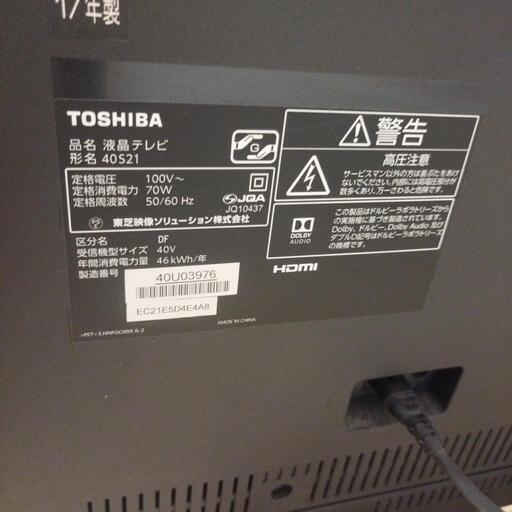 17年製
TOSHIBA
品名 液晶テレビ
形名 40S21
定格電圧 100V~
定格消費電力 70W
定格周波数 50/60 Hz
JQA
JQ10437
東芝映像ソリューション株式会社
区分名 DF
受信機型サイズ 40V
年間消費電力量 46kWh/年
製造番号
40U03976
EC21E5D4E4A8
MADE IN CHINA
警告
高圧注意
サービスマン以外の方は裏ぶたをあけな
いでください。内部には高電圧部分が
数多くあり、万一さわると危険です。
DOLBY
AUDIO
この製品はドルビーラボラトリーズの
実施権に基づき製造されています。
Dolby、ドルビー、Dolby Audio 及び
ダブルD記号はドルビーラボラトリーズ
の商標です。
HDMI